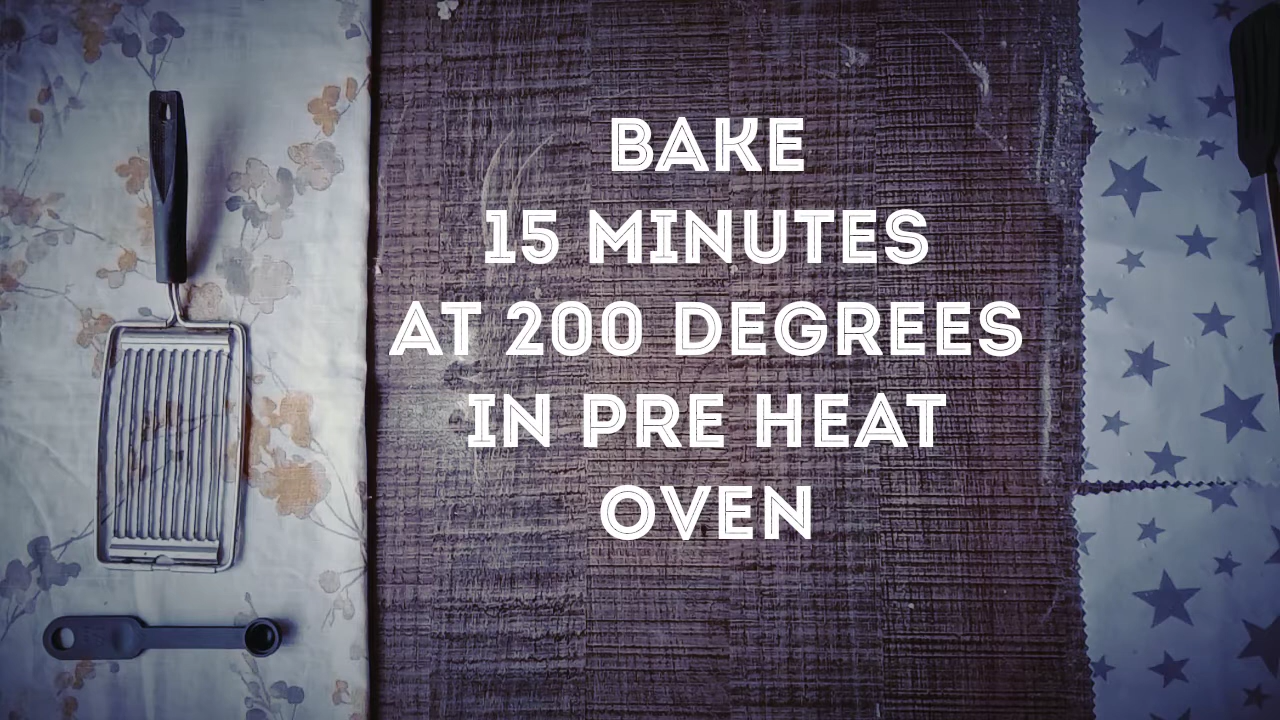 BAKE
15 MINUTES
AT 200 DEGREES
IN PRE HEAT
OVEN